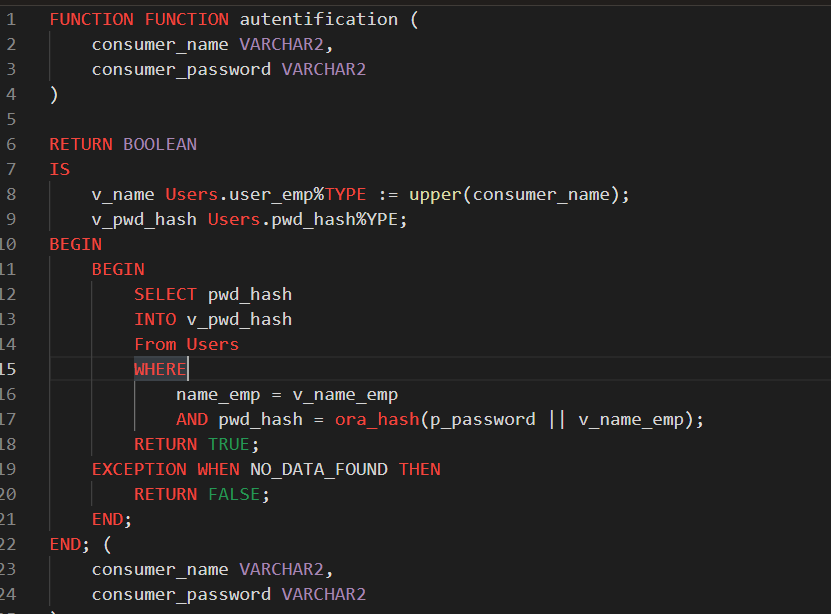 1 FUNCTION FUNCTION autentification (
2 consumer_name VARCHAR2,
3 consumer_password VARCHAR2
4 )
5
6 RETURN BOOLEAN
7 IS
8 v_name Users.user_emp%TYPE := upper(consumer_name);
9 v_pwd_hash Users.pwd_hash%YPE;
10 BEGIN
11 BEGIN
12 SELECT pwd_hash
13 INTO v_pwd_hash
14 From Users
15 WHERE
16 name_emp = v_name_emp
17 AND pwd_hash = ora_hash(p_password || v_name_emp);
18 RETURN TRUE;
19 EXCEPTION WHEN NO_DATA_FOUND THEN
20 RETURN FALSE;
21 END;
22 END; (
23 consumer_name VARCHAR2,
24 consumer_password VARCHAR2